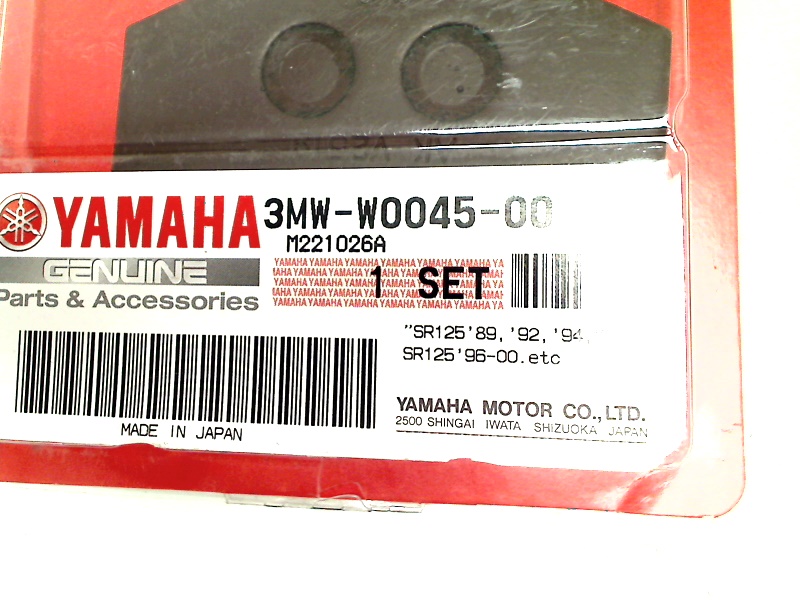 YAMAHA 3MW-W0045-00
M221026A
GENUINE
Parts & Accessories
1 SET
"SR125'89, '92, '94,
SR125'96-00.etc
YAMAHA MOTOR CO.,LTD.
2500 SHINGAI IWATA SHIZUOKA JAPAN
MADE IN JAPAN